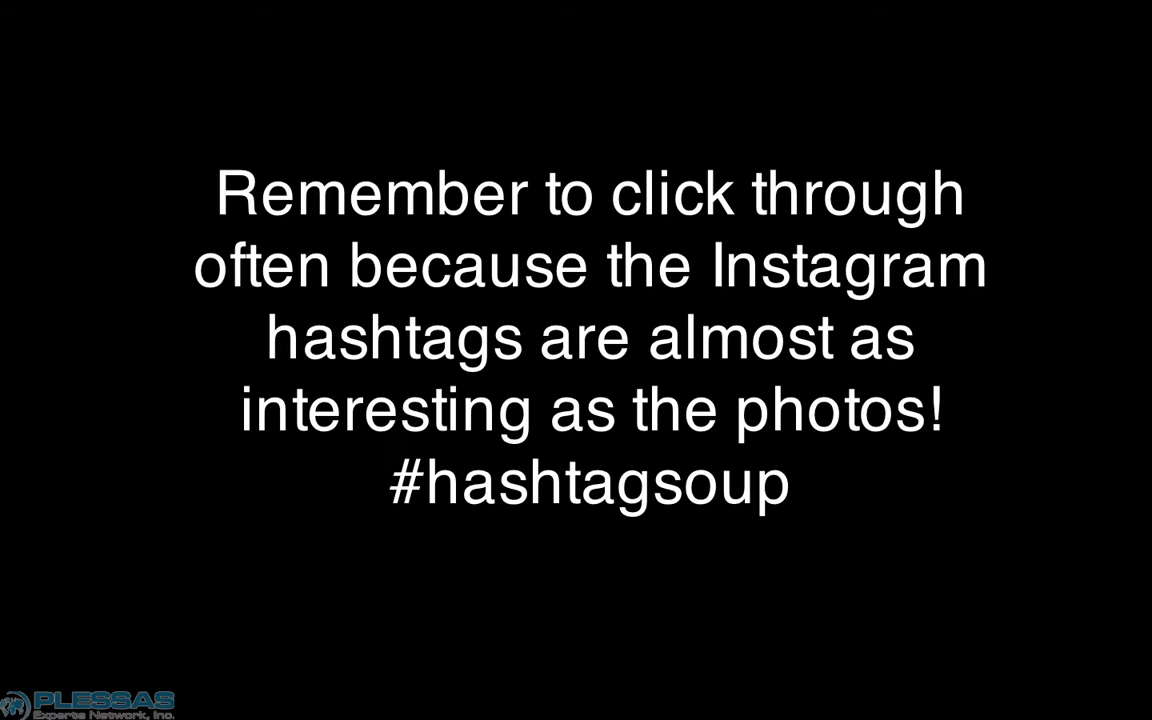 Remember to click through
often because the Instagram
hashtags are almost as
interesting as the photos!
#hashtagsoup
PLESSAS
Experts Network, Inc.